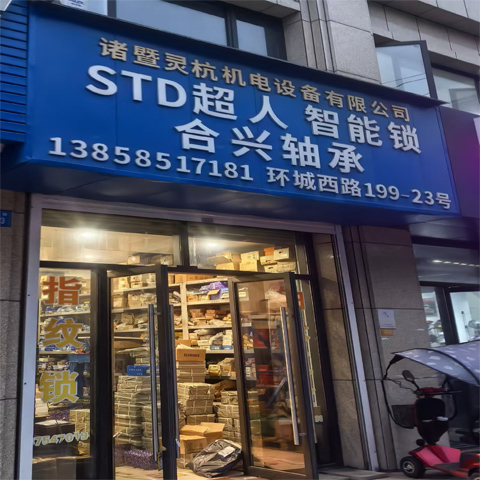 诸暨灵杭机电设备有限公司
STD超人 智能锁
合兴轴承
13858517181 环城西路199-23号
指纹锁